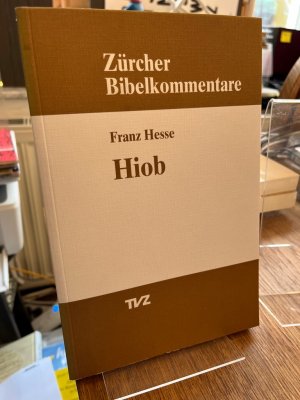 Zürcher
Bibelkommentare
Franz Hesse
Hiob
TVZ